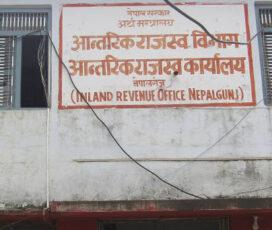 नेपाल सरकार
अर्थ मन्त्रालय
आन्तरिक राजस्व विभाग
आन्तरिक राजस्व कार्यालय
नेपालगंज
(INLAND REVENUE OFFICE NEPALGUNJ)